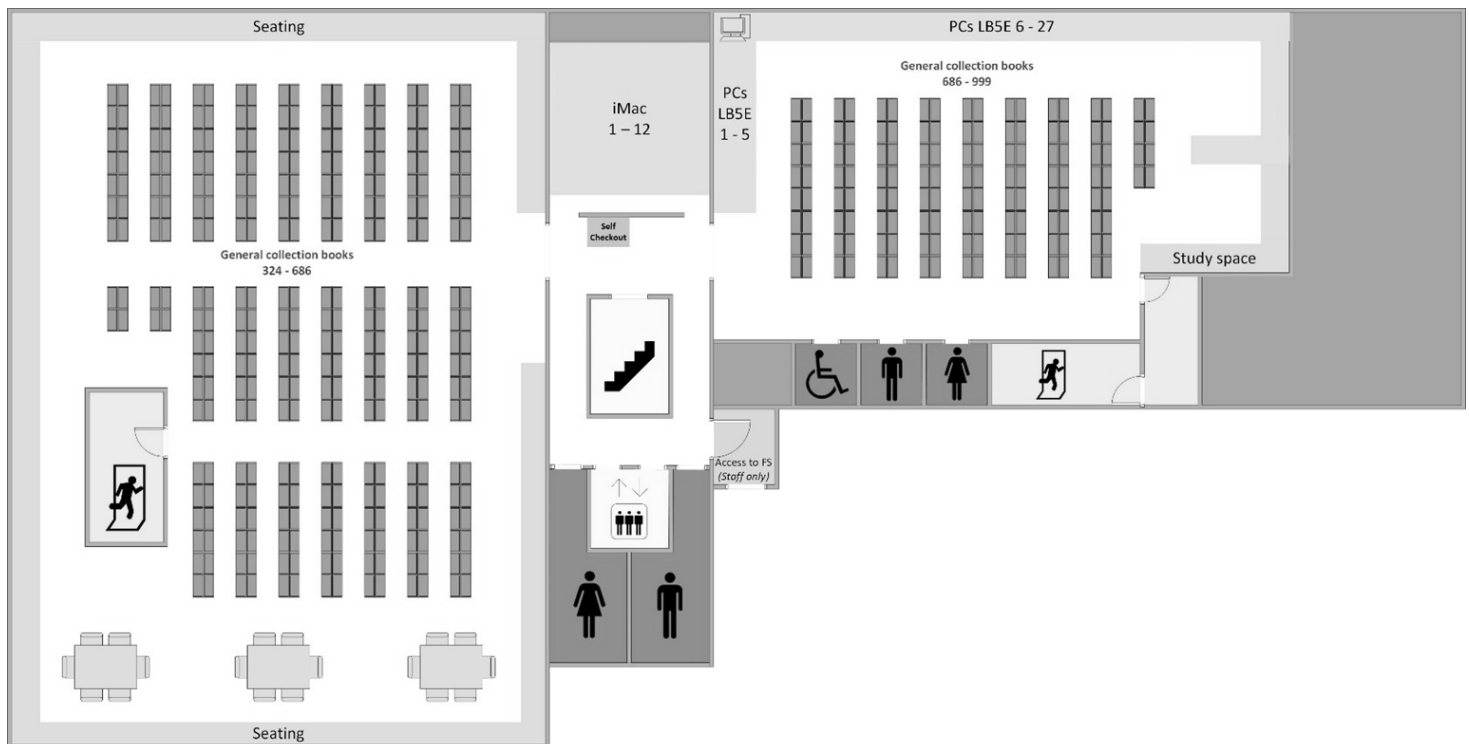 Seating
General collection books
324 - 686
Seating
iMac
1 – 12
Self
Checkout
PCs
LB5E
1 - 5
PCs LB5E 6 - 27
General collection books
686 - 999
Study space
Access to FS
(Staff only)